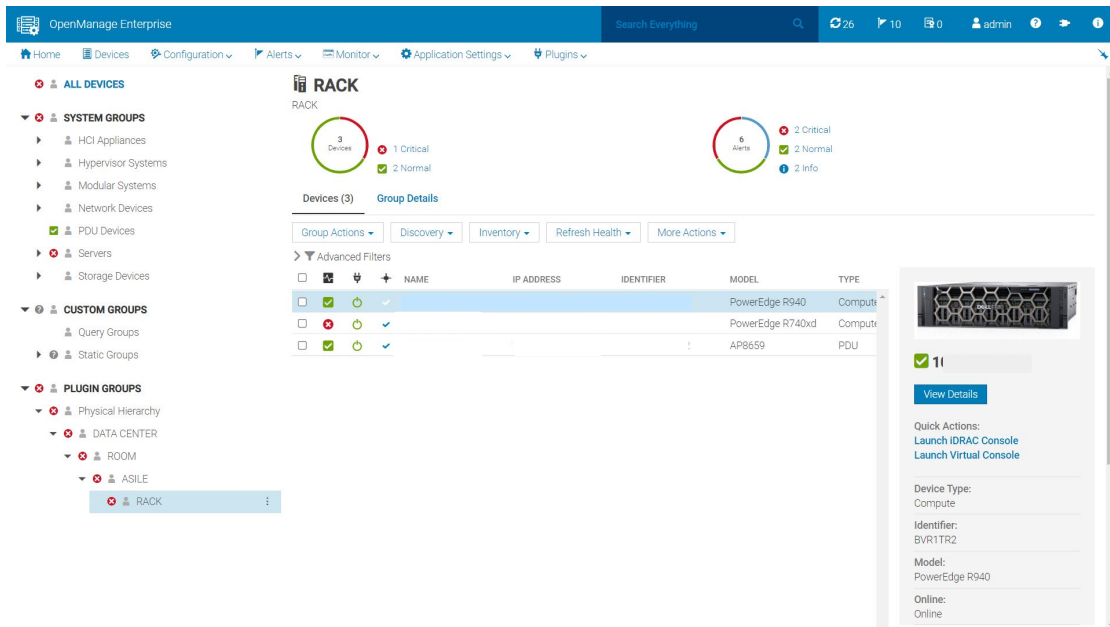 OpenManage Enterprise
Search Everything
26
10
0
admin
Home
Devices
Configuration
Alerts
Monitor
Application Settings
Plugins
ALL DEVICES
SYSTEM GROUPS
HCI Appliances
Hypervisor Systems
Modular Systems
Network Devices
PDU Devices
Servers
Storage Devices
CUSTOM GROUPS
Query Groups
Static Groups
PLUGIN GROUPS
Physical Hierarchy
DATA CENTER
ROOM
ASILE
RACK
RACK
RACK
3
Devices
1 Critical
2 Normal
6
Alerts
2 Critical
2 Normal
2 Info
Devices (3)
Group Details
Group Actions
Discovery
Inventory
Refresh Health
More Actions
Advanced Filters
NAME
IP ADDRESS
IDENTIFIER
MODEL
TYPE
PowerEdge R940
Compute
PowerEdge R740xd
Compute
AP8659
PDU
View Details
Quick Actions:
Launch iDRAC Console
Launch Virtual Console
Device Type:
Compute
Identifier:
BVR1TR2
Model:
PowerEdge R940
Online:
Online